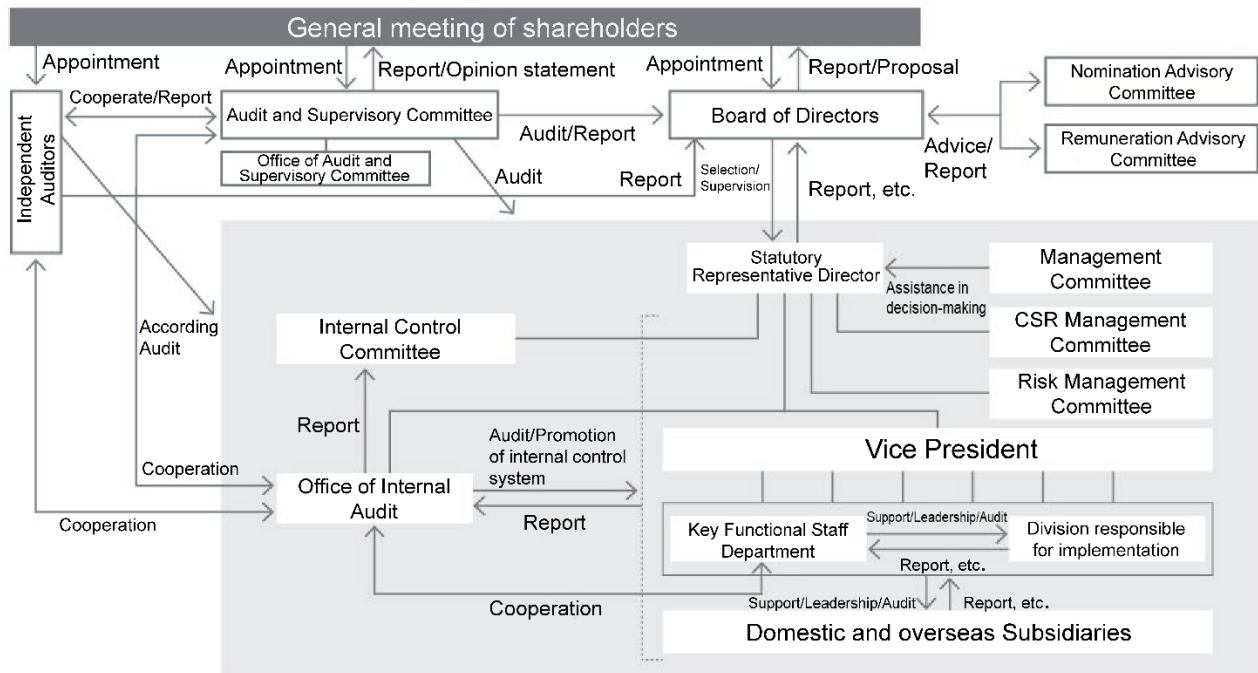 General meeting of shareholders
Appointment
Appointment
Report/Opinion statement
Appointment
Report/Proposal
Independent
Auditors
Cooperate/Report
Audit and Supervisory Committee
Office of Audit and
Supervisory Committee
Audit/Report
Board of Directors
Advice/
Report
Nomination Advisory
Committee
Remuneration Advisory
Committee
Audit
Report
Selection/
Supervision
Report, etc.
Statutory
Representative Director
Assistance in
decision-making
Management
Committee
CSR Management
Committee
Risk Management
Committee
According
Audit
Internal Control
Committee
Report
Cooperation
Cooperation
Office of Internal
Audit
Audit/Promotion
of internal control
system
Report
Cooperation
Vice President
Key Functional Staff
Department
Support/Leadership/Audit
Report, etc.
Division responsible
for implementation
Support/Leadership/Audit
Report, etc.
Domestic and overseas Subsidiaries